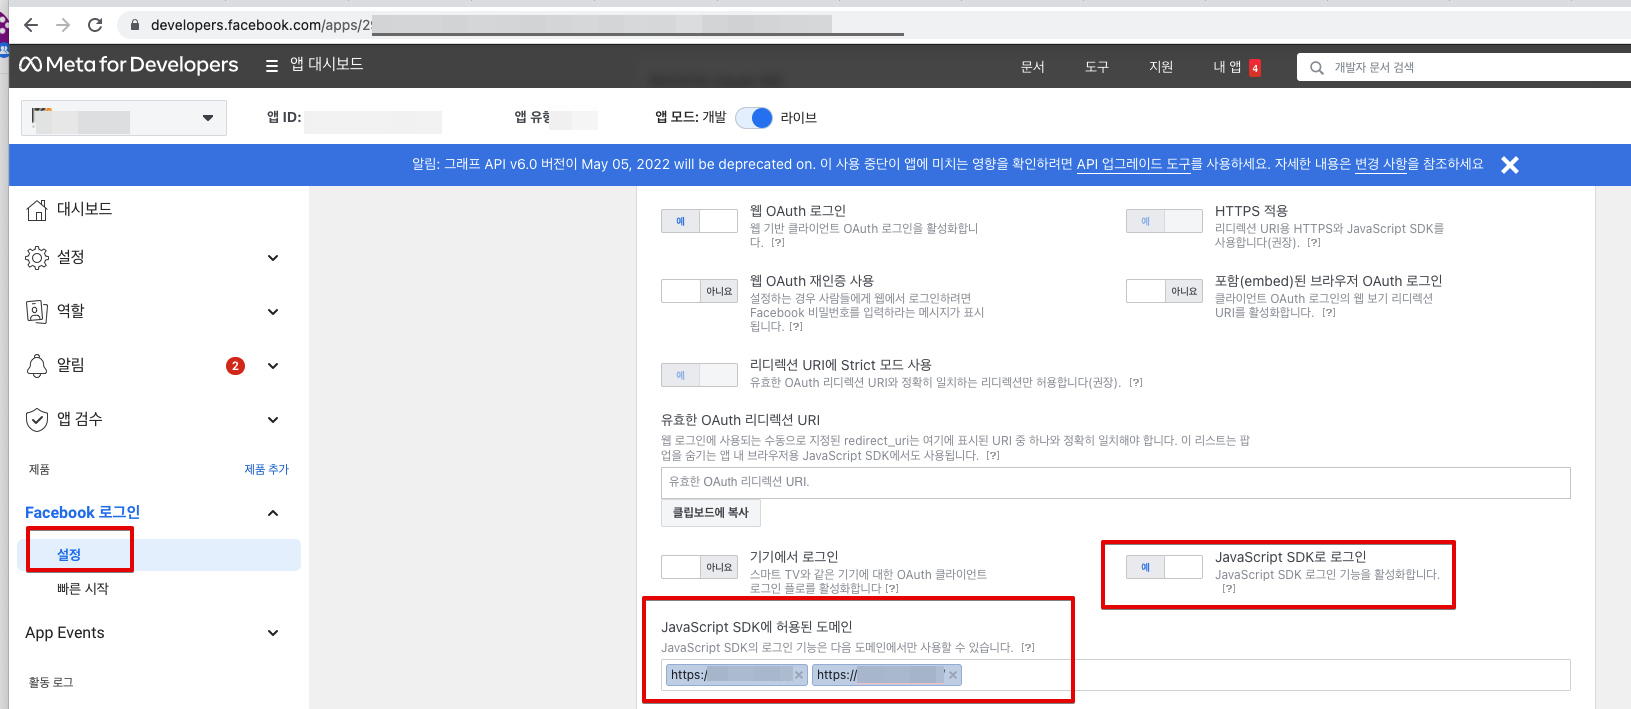 developers.facebook.com/apps/29
Meta for Developers
앱 대시보드
문서
도구
지원
내 앱 4
개발자 문서 검색
앱 ID:
앱 유형
앱 모드: 개발
라이브
알림: 그래프 API v6.0 버전이 May 05, 2022 will be deprecated on. 이 사용 중단이 앱에 미치는 영향을 확인하려면 API 업그레이드 도구를 사용하세요. 자세한 내용은 변경 사항을 참조하세요
대시보드
설정
역할
알림 2
앱 검수
제품
제품 추가
Facebook 로그인
설정
빠른 시작
App Events
활동 로그
예
웹 OAuth 로그인
웹 기반 클라이언트 OAuth 로그인을 활성화합니
다. [?]
예
HTTPS 적용
리디렉션 URI용 HTTPS와 JavaScript SDK를
사용합니다(권장). [?]
아니요
웹 OAuth 재인증 사용
설정하는 경우 사람들에게 웹에서 로그인하려면
Facebook 비밀번호를 입력하라는 메시지가 표시
됩니다. [?]
아니요
포함(embed)된 브라우저 OAuth 로그인
클라이언트 OAuth 로그인의 웹 보기 리디렉션
URI를 활성화합니다. [?]
예
리디렉션 URI에 Strict 모드 사용
유효한 OAuth 리디렉션 URI와 정확히 일치하는 리디렉션만 허용합니다(권장). [?]
유효한 OAuth 리디렉션 URI
웹 로그인에 사용되는 수동으로 지정된 redirect_uri는 여기에 표시된 URI 중 하나와 정확히 일치해야 합니다. 이 리스트는 팝
업을 숨기는 앱 내 브라우저용 JavaScript SDK에서도 사용됩니다. [?]
유효한 OAuth 리디렉션 URI.
클립보드에 복사
아니요
기기에서 로그인
스마트 TV와 같은 기기에 대한 OAuth 클라이언트
로그인 플로를 활성화합니다 [?]
예
JavaScript SDK로 로그인
JavaScript SDK 로그인 기능을 활성화합니다.
[?]
JavaScript SDK에 허용된 도메인
JavaScript SDK의 로그인 기능은 다음 도메인에서만 사용할 수 있습니다. [?]
https:/
https://